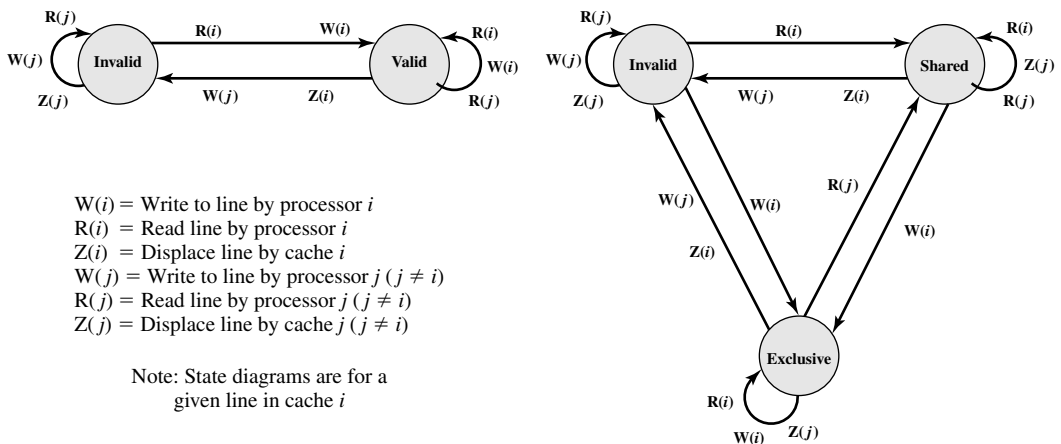 R(j)
W(j)
Z(j)
Invalid
R(i) W(i)
W(j) Z(i)
Valid
R(i)
W(i)
R(j)
W(i) = Write to line by processor i
R(i) = Read line by processor i
Z(i) = Displace line by cache i
W(j) = Write to line by processor j (j ≠ i)
R(j) = Read line by processor j (j ≠ i)
Z(j) = Displace line by cache j (j ≠ i)
Note: State diagrams are for a
given line in cache i
R(j)
W(j)
Z(j)
Invalid
R(i)
W(j) Z(i)
Shared
R(i)
Z(j)
R(j)
W(j)
Z(i)
W(i)
R(j)
W(i)
Exclusive
R(i)
W(i)
Z(j)